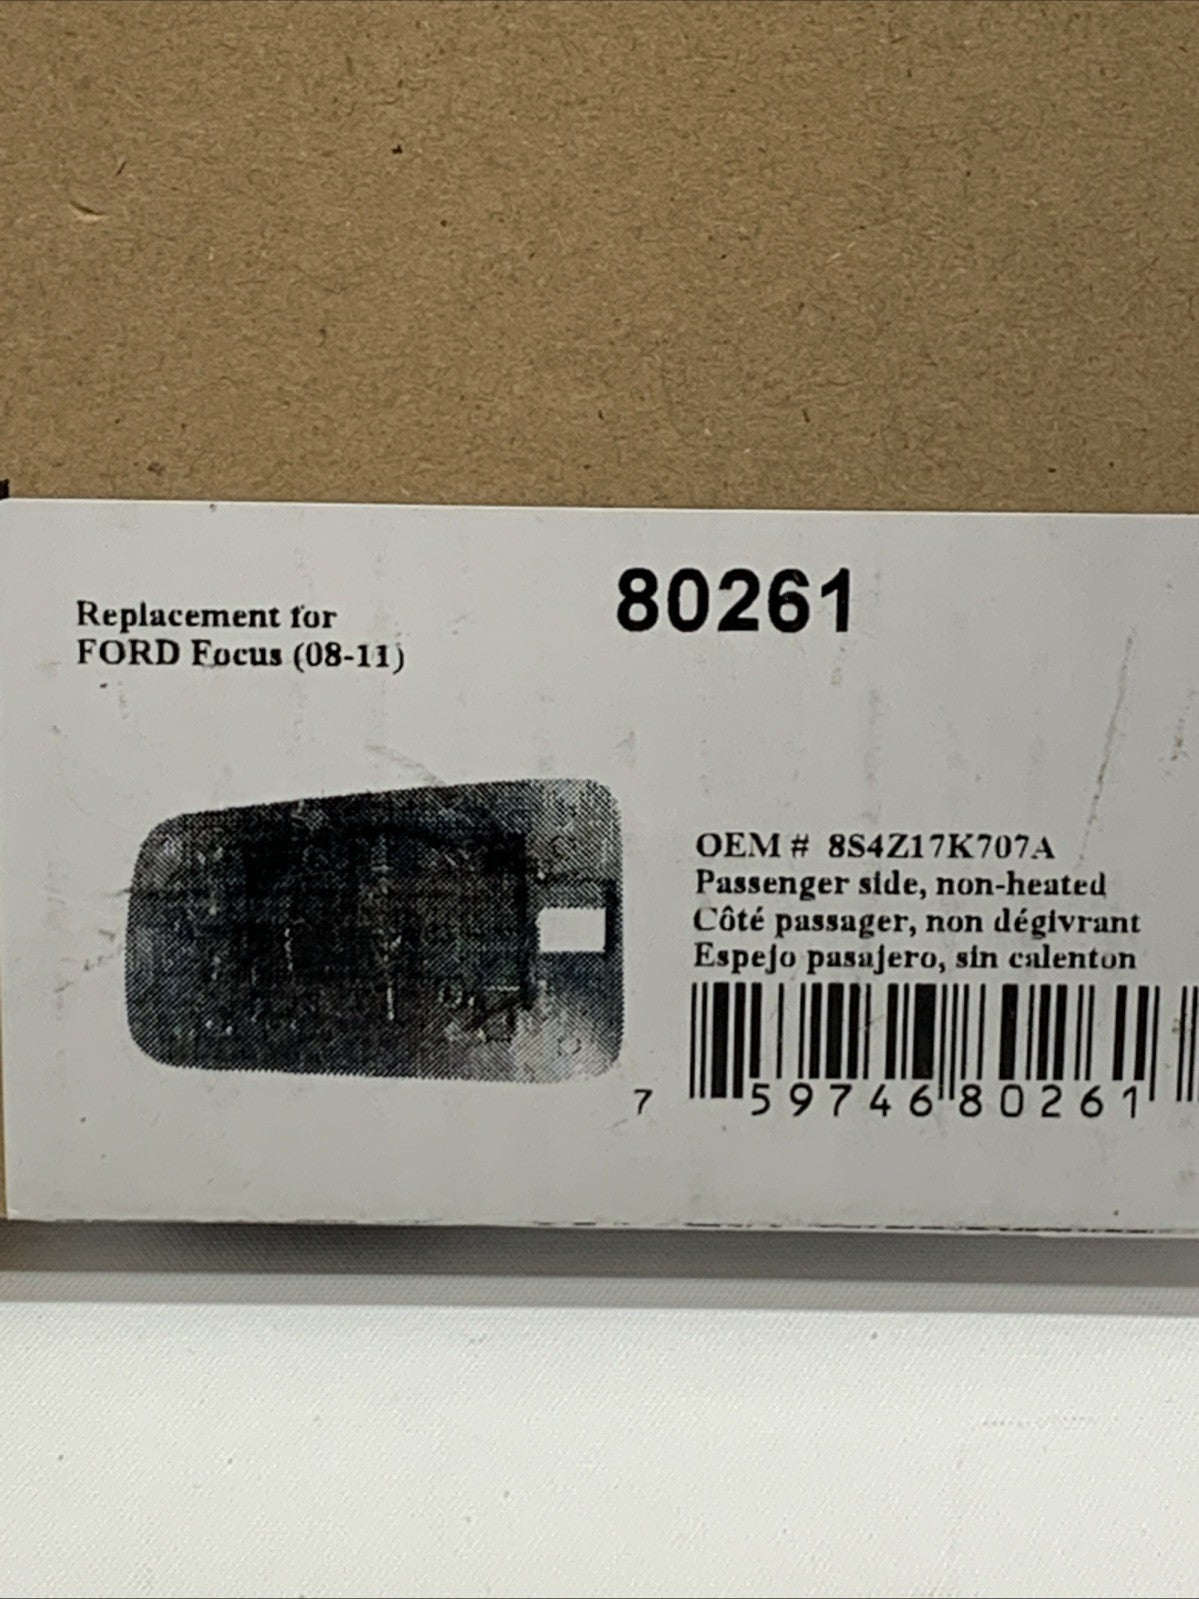 80261
Replacement for
FORD Focus (08-11)
OEM # 8S4Z17K707A
Passenger side, non-heated
Côté passager, non dégivrant
Espejo pasajero, sin calenton
7 59746 80261